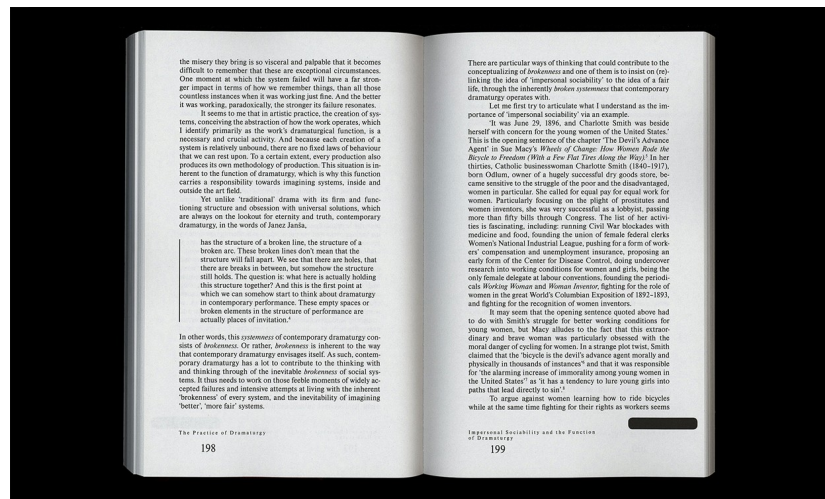 the misery they bring is so visceral and palpable that it becomes
difficult to remember that these are exceptional circumstances.
One moment at which the system failed will have a far stron-
ger impact in terms of how we remember things, than all those
countless instances when it was working just fine. And the better
it was working, paradoxically, the stronger its failure resonates.
It seems to me that in artistic practice, the creation of sys-
tems, conceiving the abstraction of how the work operates, which
I identify primarily as the work's dramaturgical function, is a
necessary and crucial activity. And because each creation of a
system is relatively unbound, there are no fixed laws of behaviour
that we can rest upon. To a certain extent, every production also
produces its own methodology of production. This situation is in-
herent to the function of dramaturgy, which is why this function
carries a responsibility towards imagining systems, inside and
outside the art field.
Yet unlike 'traditional' drama with its firm and func-
tioning structure and obsession with universal solutions, which
are always on the lookout for eternity and truth, contemporary
dramaturgy, in the words of Janez Janša,
has the structure of a broken line, the structure of a
broken arc. These broken lines don't mean that the
structure will fall apart. We see that there are holes, that
there are breaks in between, but somehow the structure
still holds. The question is: what here is actually holding
this structure together? And this is the first point at
which we can somehow start to think about dramaturgy
in contemporary performance. These empty spaces or
broken elements in the structure of performance are
actually places of invitation.⁴
In other words, this systemness of contemporary dramaturgy con-
sists of brokenness. Or rather, brokenness is inherent to the way
that contemporary dramaturgy envisages itself. As such, contem-
porary dramaturgy has a lot to contribute to the thinking with
and thinking through of the inevitable brokenness of social sys-
tems. It thus needs to work on those feeble moments of widely ac-
cepted failures and intensive attempts at living with the inherent
'brokenness' of every system, and the inevitability of imagining
'better', 'more fair' systems.
The Practice of Dramaturgy
198
There are particular ways of thinking that could contribute to the
conceptualizing of brokenness and one of them is to insist on (re)-
linking the idea of 'impersonal sociability' to the idea of a fair
life, through the inherently broken systemness that contemporary
dramaturgy operates with.
Let me first try to articulate what I understand as the im-
portance of 'impersonal sociability' via an example.
'It was June 29, 1896, and Charlotte Smith was beside
herself with concern for the young women of the United States.'
This is the opening sentence of the chapter 'The Devil's Advance
Agent' in Sue Macy's Wheels of Change: How Women Rode the
Bicycle to Freedom (With a Few Flat Tires Along the Way).⁵ In her
thirties, Catholic businesswoman Charlotte Smith (1840–1917),
born Odlum, owner of a hugely successful dry goods store, be-
came sensitive to the struggle of the poor and the disadvantaged,
women in particular. She called for equal pay for equal work for
women. Particularly focusing on the plight of prostitutes and
women inventors, she was very successful as a lobbyist, passing
more than fifty bills through Congress. The list of her activi-
ties is fascinating, including: running Civil War blockades with
medicine and food, founding the union of female federal clerks
Women's National Industrial League, pushing for a form of work-
ers' compensation and unemployment insurance, proposing an
early form of the Center for Disease Control, doing undercover
research into working conditions for women and girls, being the
only female delegate at labour conventions, founding the periodi-
cals Working Woman and Woman Inventor, fighting for the role of
women in the great World's Columbian Exposition of 1892–1893,
and fighting for the recognition of women inventors.
It may seem that the opening sentence quoted above had
to do with Smith's struggle for better working conditions for
young women, but Macy alludes to the fact that this extraor-
dinary and brave woman was particularly obsessed with the
moral danger of cycling for women. In a strange plot twist, Smith
claimed that the 'bicycle is the devil's advance agent morally and
physically in thousands of instances'⁶ and that it was responsible
for 'the alarming increase of immorality among young women in
the United States'⁷ as 'it has a tendency to lure young girls into
paths that lead directly to sin'.⁸
To argue against women learning how to ride bicycles
while at the same time fighting for their rights as workers seems
Impersonal Sociability and the Function
of Dramaturgy
199